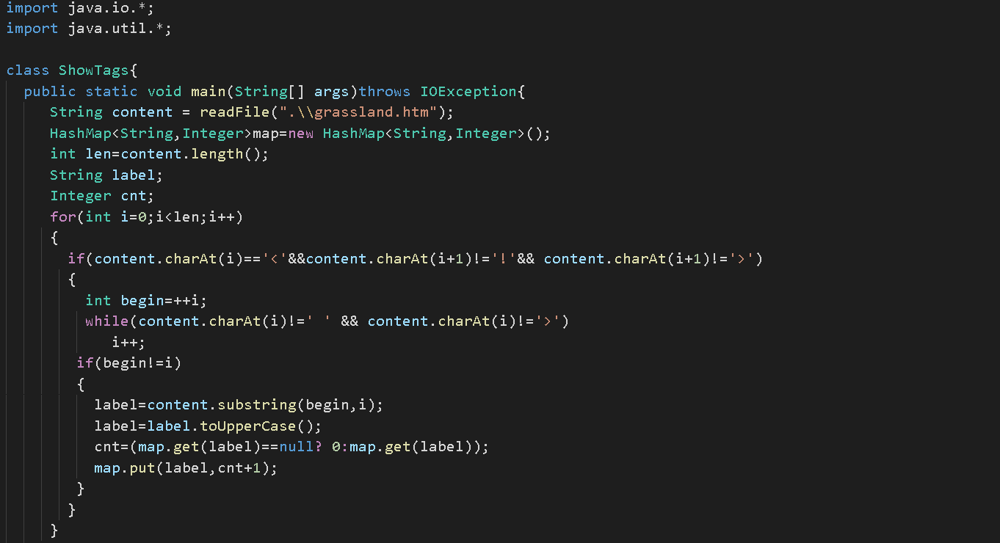 import java.io.*;
import java.util.*;

class ShowTags{
  public static void main(String[] args)throws IOException{
     String content = readFile(".\\grassland.htm");
     HashMap<String,Integer>map=new HashMap<String,Integer>();
     int len=content.length();
     String label;
     Integer cnt;
     for(int i=0;i<len;i++)
     {
       if(content.charAt(i)=='<'&&content.charAt(i+1)!='!'&& content.charAt(i+1)!='>')
       {
         int begin=++i;
         while(content.charAt(i)!=' ' && content.charAt(i)!='>')
            i++;
        if(begin!=i)
        {
          label=content.substring(begin,i);
          label=label.toUpperCase();
          cnt=(map.get(label)==null? 0:map.get(label));
          map.put(label,cnt+1);
        }
       }
     }